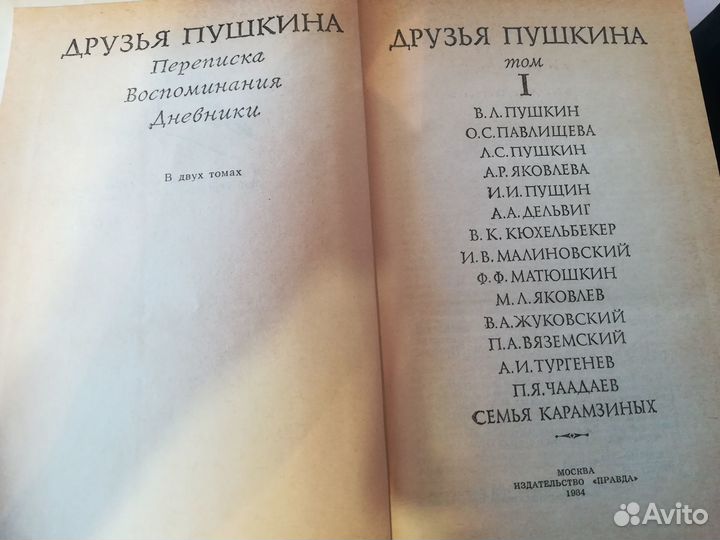 ДРУЗЬЯ ПУШКИНА
Переписка
Воспоминания
Дневники
В двух томах
ДРУЗЬЯ ПУШКИНА
том
I
В.Л.ПУШКИН
О.С.ПАВЛИЩЕВА
Л.С.ПУШКИН
А.Р.ЯКОВЛЕВА
И.И.ПУЩИН
А.А.ДЕЛЬВИГ
В.К.КЮХЕЛЬБЕКЕР
И.В.МАЛИНОВСКИЙ
Ф.Ф.МАТЮШКИН
М.Л.ЯКОВЛЕВ
В.А.ЖУКОВСКИЙ
П.А.ВЯЗЕМСКИЙ
А.И.ТУРГЕНЕВ
П.Я.ЧААДАЕВ
СЕМЬЯ КАРАМЗИНЫХ
МОСКВА
ИЗДАТЕЛЬСТВО «ПРАВДА»
1984
Avito